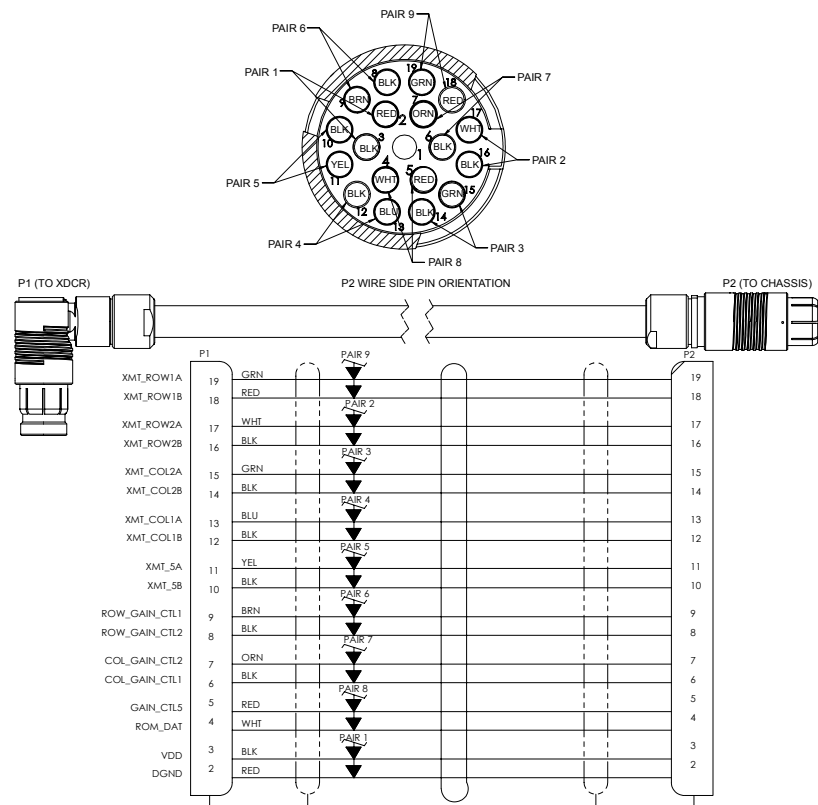 PAIR 9
PAIR 6
PAIR 1
PAIR 7
8 BLK
19 GRN
9 BRN
18 RED
RED 2
7 ORN
17 WHT
10 BLK
BLK 3
1
6 BLK
16 BLK
PAIR 2
11 YEL
4 WHT
5 RED
PAIR 5
12 BLK
15 GRN
13 BLU
BLK 14
PAIR 4
PAIR 3
PAIR 8
P1 (TO XDCR)
P2 WIRE SIDE PIN ORIENTATION
P2 (TO CHASSIS)
P1
PAIR 9
P2
XMT_ROW1A 19 GRN 19
XMT_ROW1B 18 RED 18
PAIR 2
XMT_ROW2A 17 WHT 17
XMT_ROW2B 16 BLK 16
PAIR 3
XMT_COL2A 15 GRN 15
XMT_COL2B 14 BLK 14
PAIR 4
XMT_COL1A 13 BLU 13
XMT_COL1B 12 BLK 12
PAIR 5
XMT_5A 11 YEL 11
XMT_5B 10 BLK 10
PAIR 6
ROW_GAIN_CTL1 9 BRN 9
ROW_GAIN_CTL2 8 BLK 8
PAIR 7
COL_GAIN_CTL2 7 ORN 7
COL_GAIN_CTL1 6 BLK 6
PAIR 8
GAIN_CTL5 5 RED 5
ROM_DAT 4 WHT 4
PAIR 1
VDD 3 BLK 3
DGND 2 RED 2